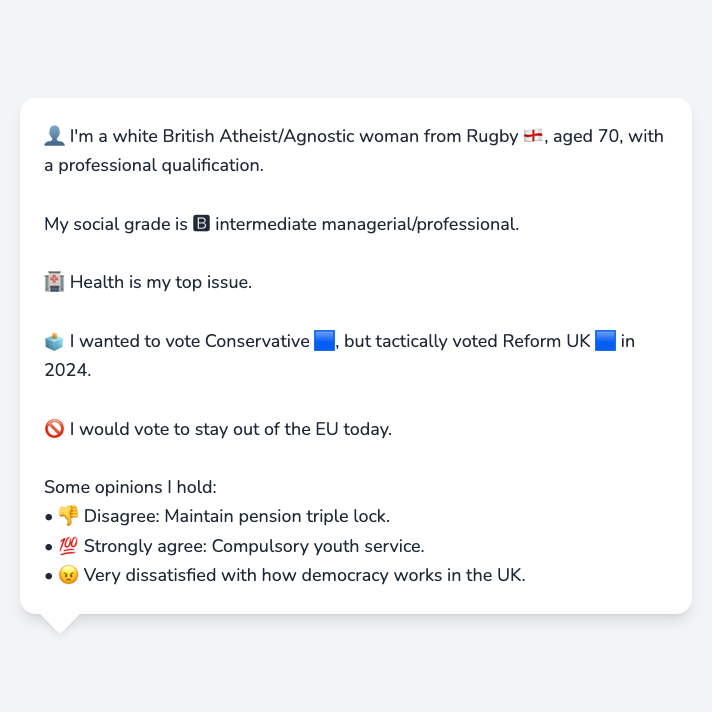 👤 I'm a white British Atheist/Agnostic woman from Rugby 🏴󠁧󠁢󠁥󠁮󠁧󠁿, aged 70, with
a professional qualification.
My social grade is 🅱 intermediate managerial/professional.
🏥 Health is my top issue.
🗳️ I wanted to vote Conservative 🟦, but tactically voted Reform UK 🟦 in
2024.
🚫 I would vote to stay out of the EU today.
Some opinions I hold:
• 👎 Disagree: Maintain pension triple lock.
• 💯 Strongly agree: Compulsory youth service.
• 😠 Very dissatisfied with how democracy works in the UK.